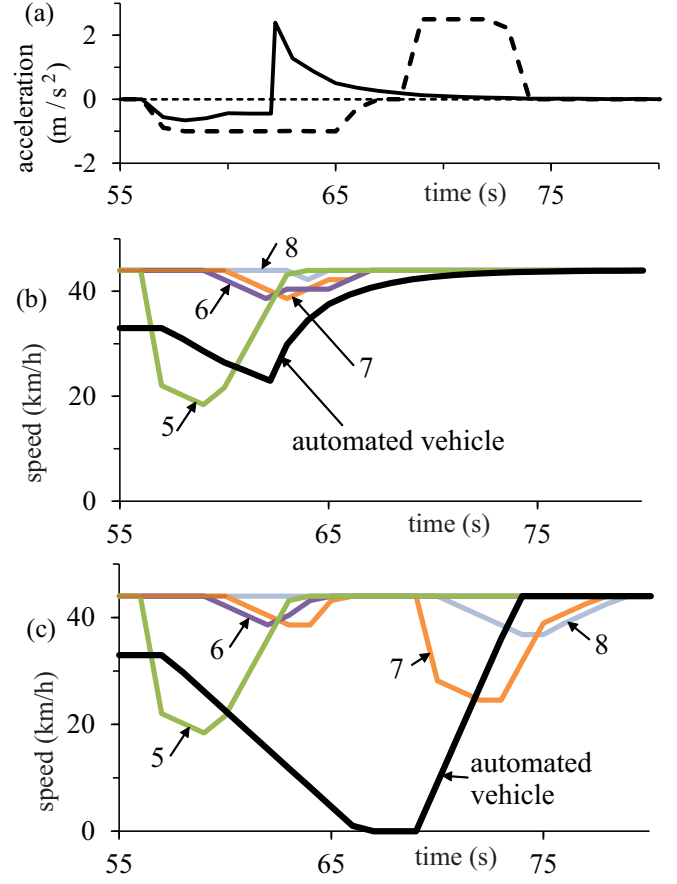 (a)
acceleration
(m / s²)
2
0
-2
55
65
75
time (s)
(b)
speed (km/h)
40
20
0
8
6
7
5
automated vehicle
55
65
75
time (s)
(c)
speed (km/h)
40
20
0
6
5
7
8
automated
vehicle
55
65
75
time (s)